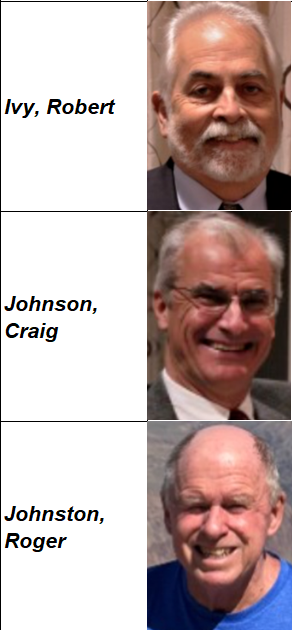 Ivy, Robert
Johnson,
Craig
Johnston,
Roger